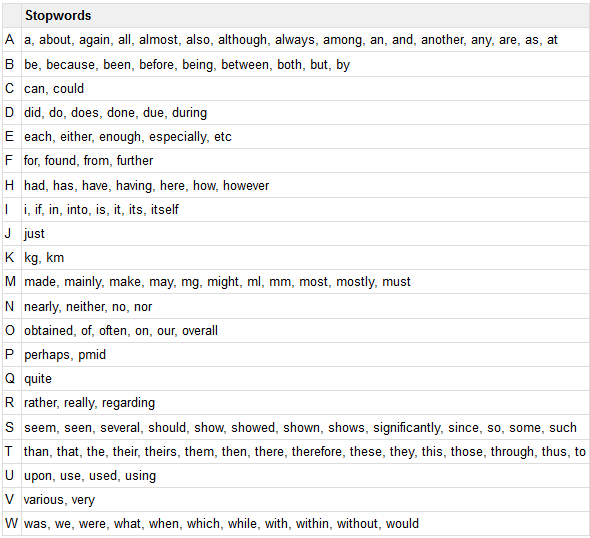 Stopwords
A a, about, again, all, almost, also, although, always, among, an, and, another, any, are, as, at
B be, because, been, before, being, between, both, but, by
C can, could
D did, do, does, done, due, during
E each, either, enough, especially, etc
F for, found, from, further
H had, has, have, having, here, how, however
I i, if, in, into, is, it, its, itself
J just
K kg, km
M made, mainly, make, may, mg, might, ml, mm, most, mostly, must
N nearly, neither, no, nor
O obtained, of, often, on, our, overall
P perhaps, pmid
Q quite
R rather, really, regarding
S seem, seen, several, should, show, showed, shown, shows, significantly, since, so, some, such
T than, that, the, their, theirs, them, then, there, therefore, these, they, this, those, through, thus, to
U upon, use, used, using
V various, very
W was, we, were, what, when, which, while, with, within, without, would